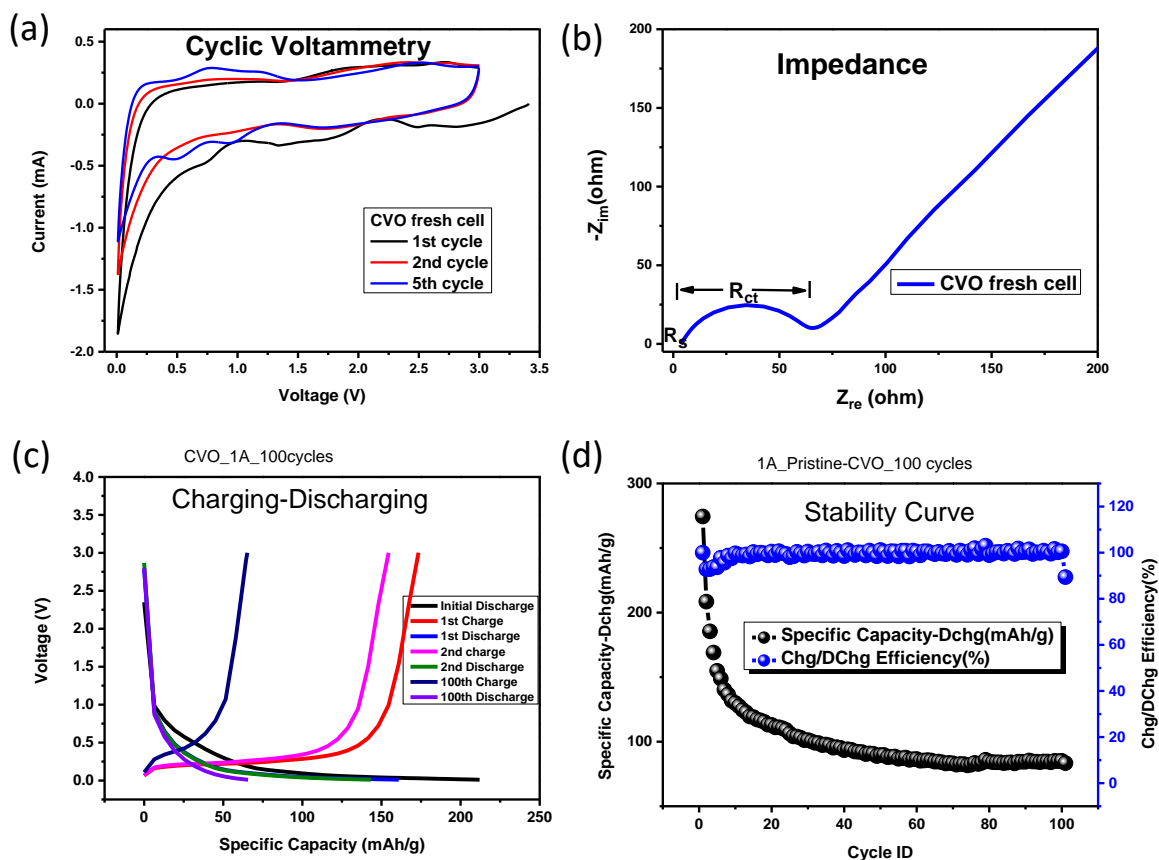 (a)
Cyclic Voltammetry
0.5
0.0
-0.5
-1.0
-1.5
-2.0
Current (mA)
CVO fresh cell
1st cycle
2nd cycle
5th cycle
0.0 0.5 1.0 1.5 2.0 2.5 3.0 3.5
Voltage (V)
(b)
Impedance
200
150
100
50
0
-Z_im(ohm)
R_ct
R_s
CVO fresh cell
0 50 100 150 200
Z_re (ohm)
(c)
CVO_1A_100cycles
Charging-Discharging
4.0
3.5
3.0
2.5
2.0
1.5
1.0
0.5
0.0
Voltage (V)
Initial Discharge
1st Charge
1st Discharge
2nd charge
2nd Discharge
100th Charge
100th Discharge
0 50 100 150 200 250
Specific Capacity (mAh/g)
(d)
1A_Pristine-CVO_100 cycles
Stability Curve
300
200
100
Specific Capacity-Dchg(mAh/g)
Specific Capacity-Dchg(mAh/g)
Chg/DChg Efficiency(%)
120
100
80
60
40
20
0
Chg/DChg Efficiency(%)
0 20 40 60 80 100
Cycle ID